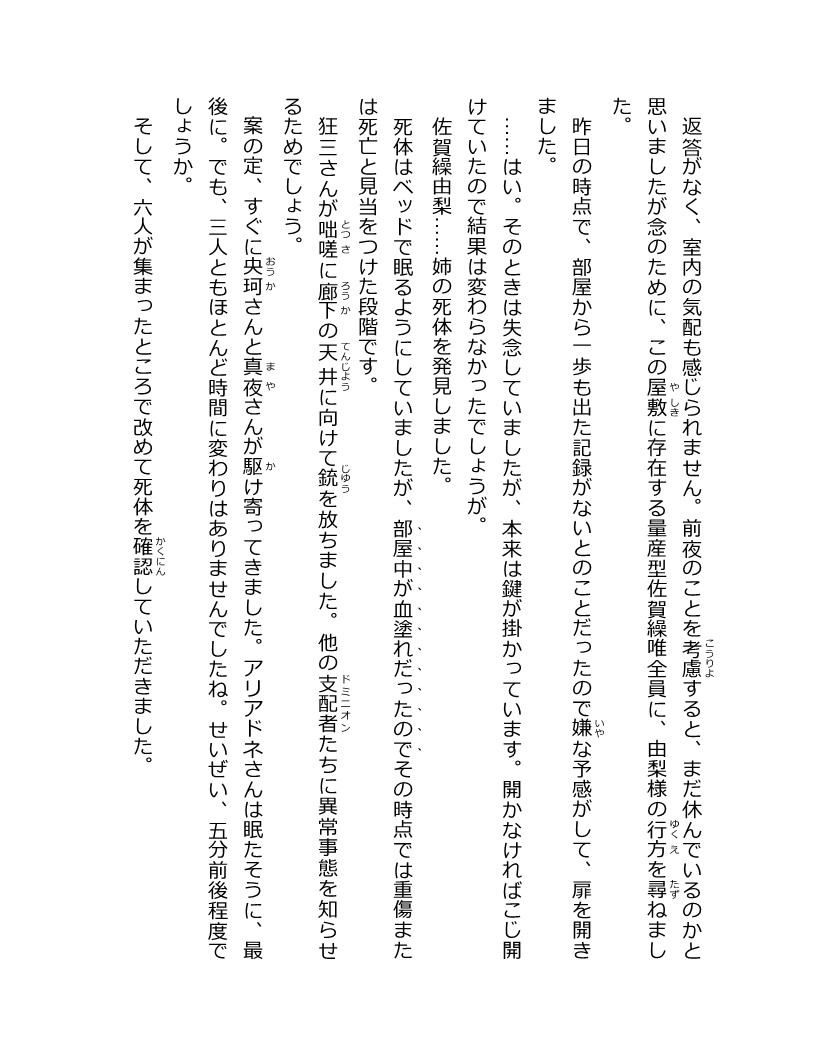 返答がなく、室内の気配も感じられません。前夜のことを考慮すると、まだ休んでいるのかと
思いましたが念のために、この屋敷に存在する量産型佐賀繰唯全員に、由梨様の行方を尋ねまし
た。
　昨日の時点で、部屋から一歩も出た記録がないとのことだったので嫌な予感がして、扉を開き
ました。
　……はい。そのときは失念していましたが、本来は鍵が掛かっています。開かなければこじ開
けていたので結果は変わらなかったでしょうが。
　佐賀繰由梨……姉の死体を発見しました。
　死体はベッドで眠るようにしていましたが、部屋中が血塗れだったのでその時点では重傷また
は死亡と見当をつけた段階です。
　狂三さんが咄嗟に廊下の天井に向けて銃を放ちました。他の支配者たちに異常事態を知らせ
るためでしょう。
　案の定、すぐに央珂さんと真夜さんが駆け寄ってきました。アリアドネさんは眠たそうに、最
後に。でも、三人ともほとんど時間に変わりはありませんでしたね。せいぜい、五分前後程度で
しょうか。
　そして、六人が集まったところで改めて死体を確認していただきました。